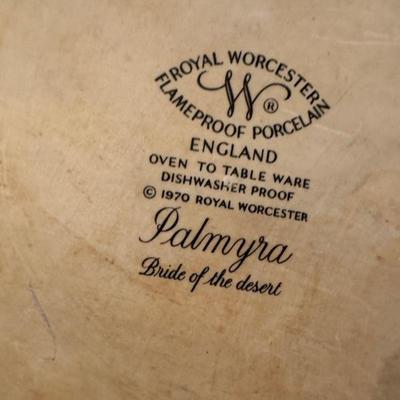 ROYAL WORCESTER
W ®
FLAMEPROOF PORCELAIN
ENGLAND
OVEN TO TABLE WARE
DISHWASHER PROOF
© 1970 ROYAL WORCESTER
Palmyra
Bride of the desert